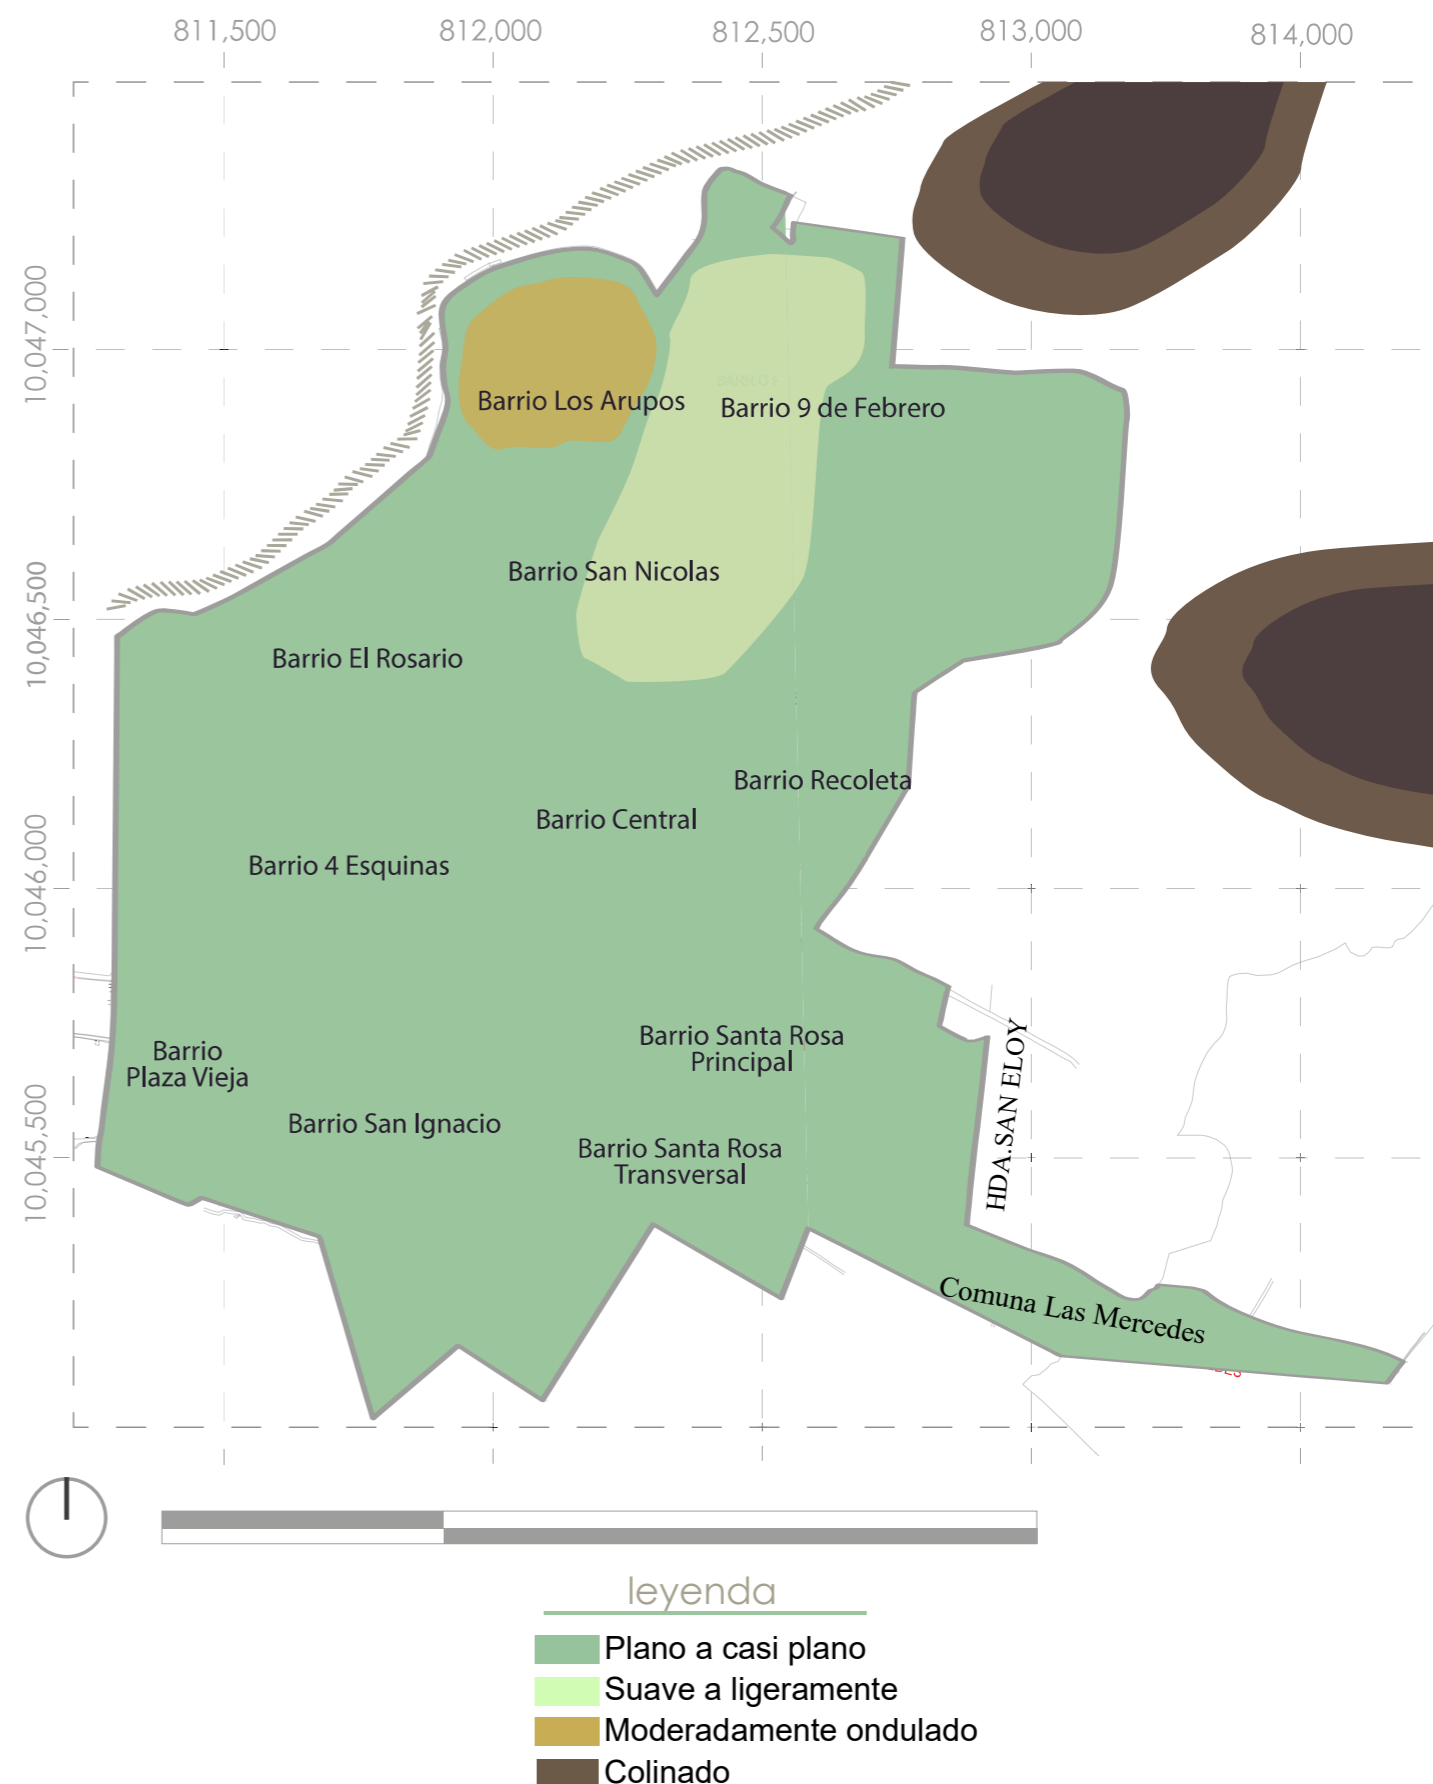 811,500 812,000 812,500 813,000 814,000
10,047,000
10,046,500
10,046,000
10,045,500
Barrio Los Arupos
Barrio 9 de Febrero
Barrio San Nicolas
Barrio El Rosario
Barrio Recoleta
Barrio Central
Barrio 4 Esquinas
Barrio Santa Rosa
Principal
Barrio
Plaza Vieja
Barrio San Ignacio
Barrio Santa Rosa
Transversal
HDA.SAN ELOY
Comuna Las Mercedes
leyenda
Plano a casi plano
Suave a ligeramente
Moderadamente ondulado
Colinado